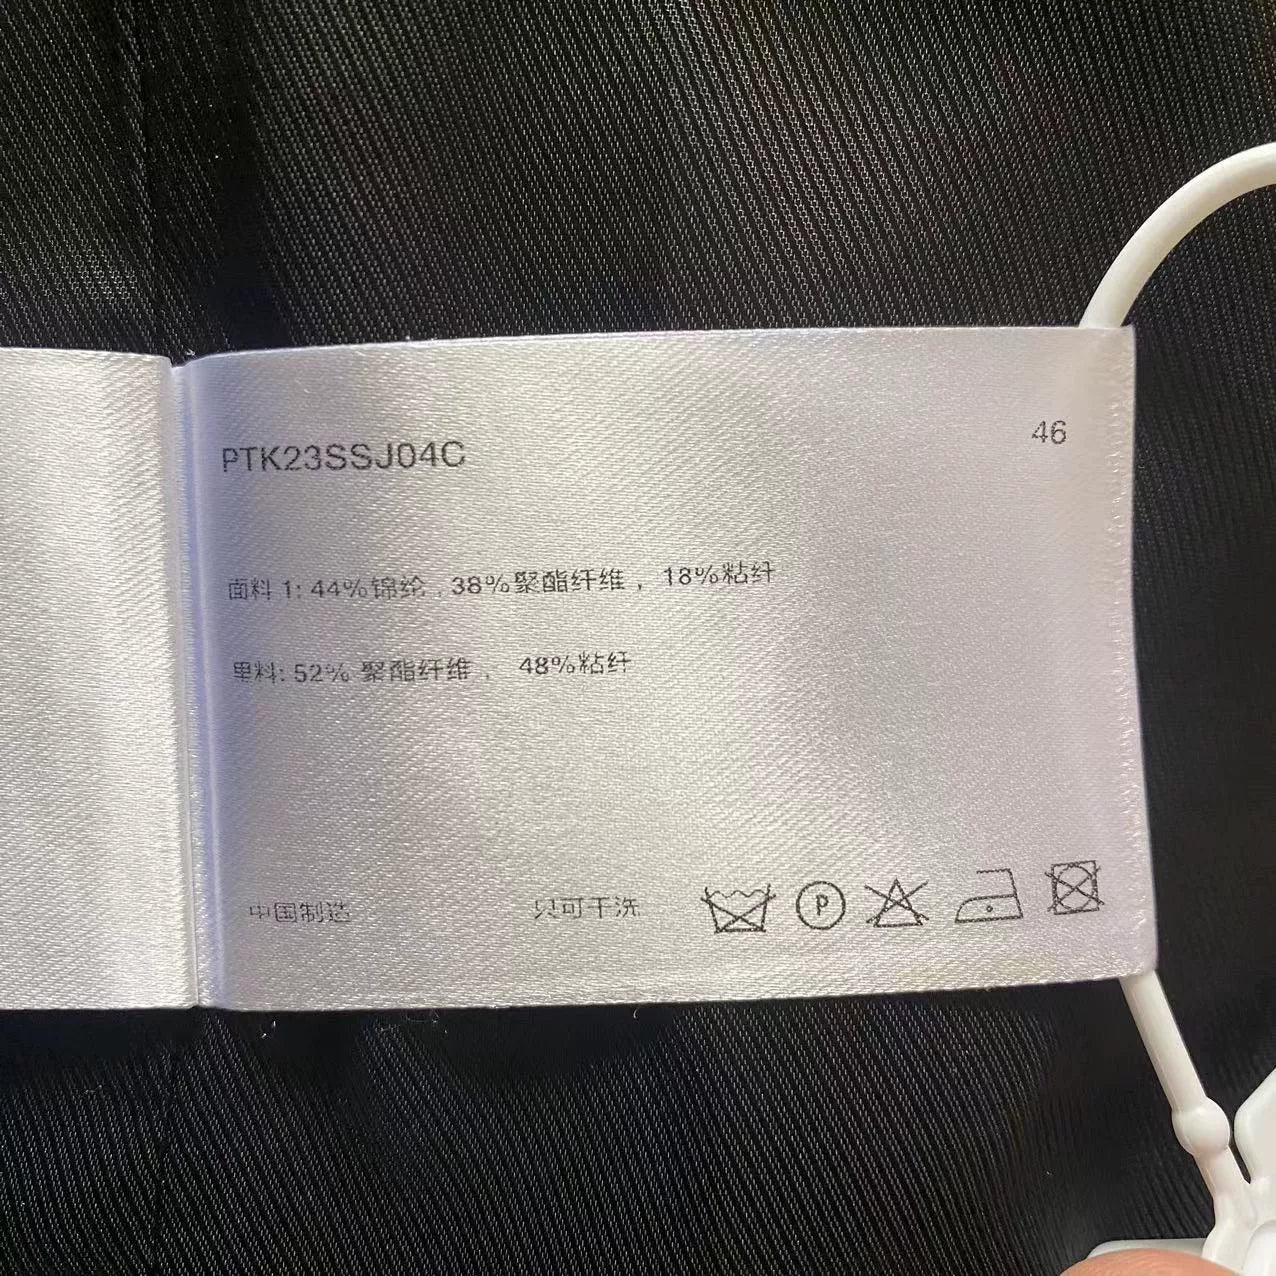 PTK23SSJ04C
46
面料 1: 44%锦纶,38%聚酯纤维, 18%粘纤
里料: 52% 聚酯纤维, 48%粘纤
中国制造
只可干洗
P